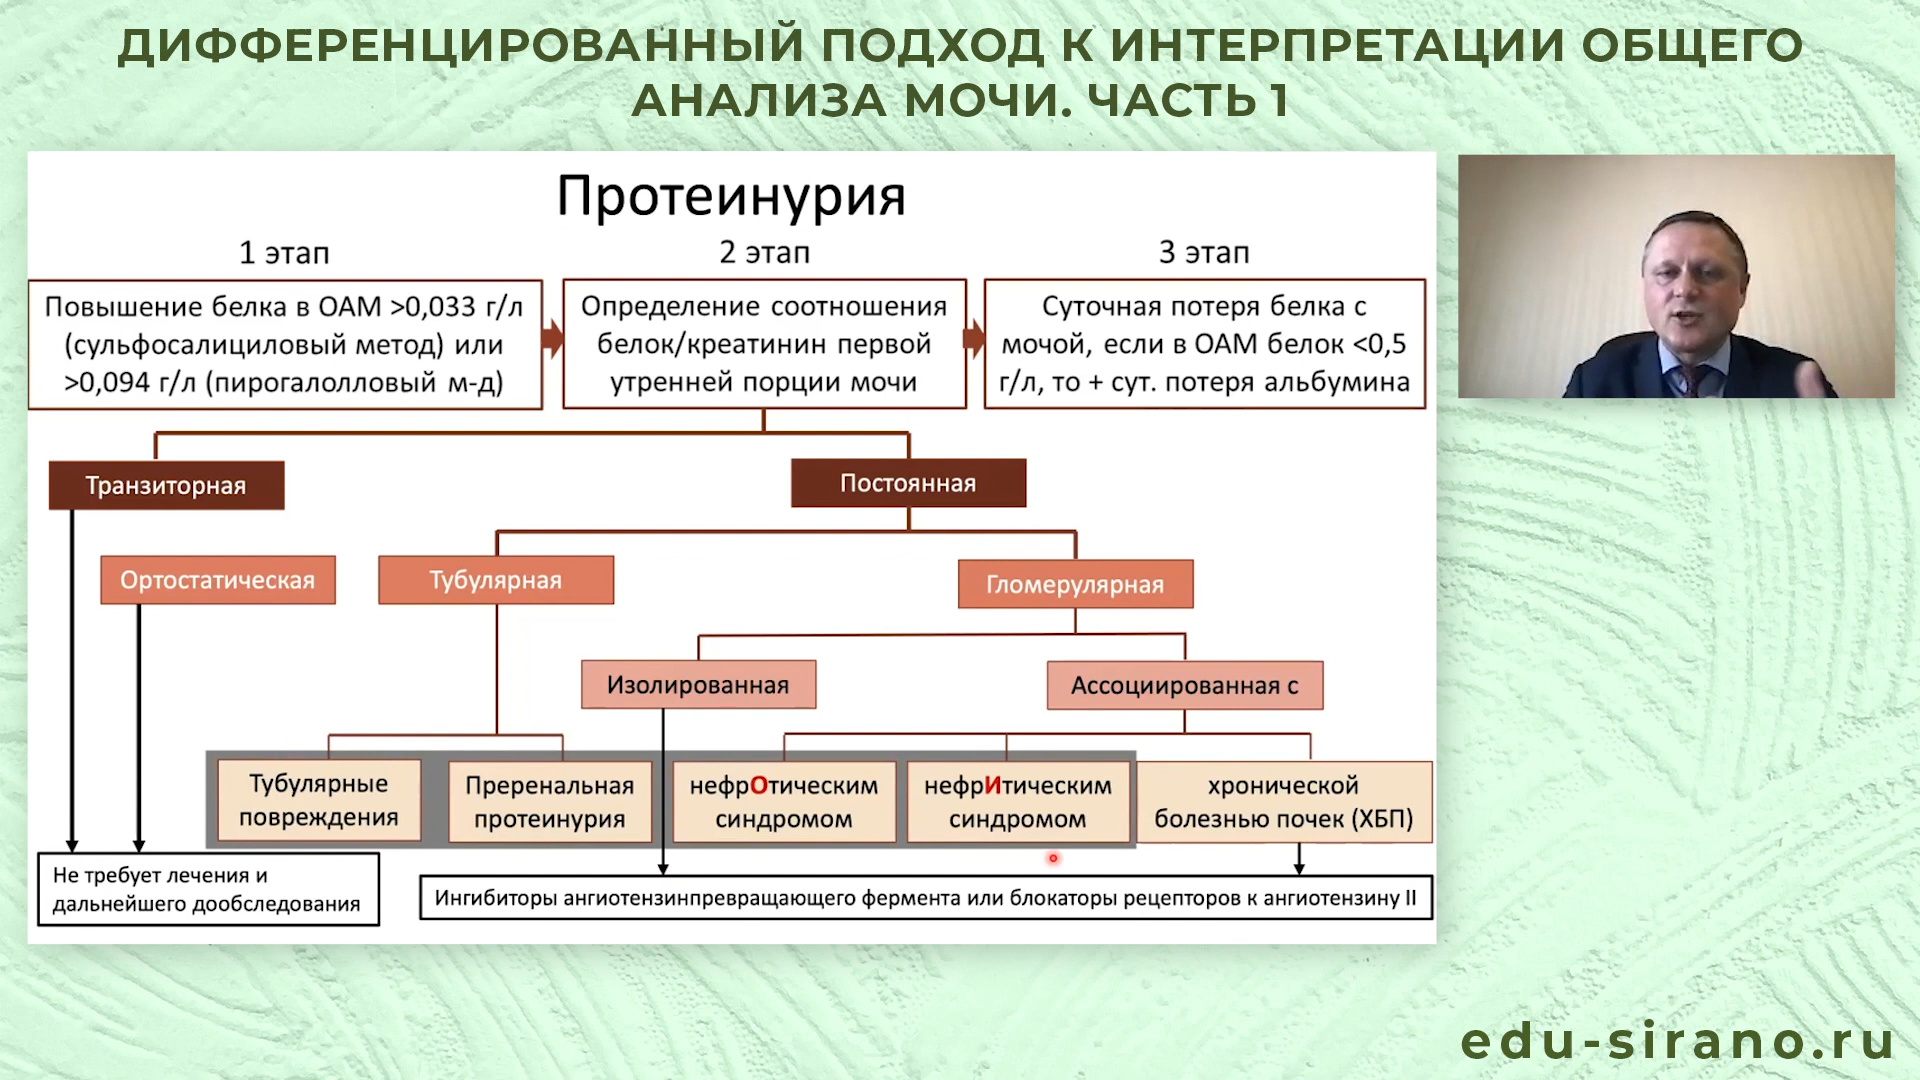 ДИФФЕРЕНЦИРОВАННЫЙ ПОДХОД К ИНТЕРПРЕТАЦИИ ОБЩЕГО
АНАЛИЗА МОЧИ. ЧАСТЬ 1
Протеинурия
1 этап
2 этап
3 этап
Повышение белка в ОАМ >0,033 г/л
(сульфосалициловый метод) или
>0,094 г/л (пирогалолловый м-д)
Определение соотношения
белок/креатинин первой
утренней порции мочи
Суточная потеря белка с
мочой, если в ОАМ белок <0,5
г/л, то + сут. потеря альбумина
Транзиторная
Постоянная
Ортостатическая
Тубулярная
Гломерулярная
Изолированная
Ассоциированная с
Тубулярные
повреждения
Преренальная
протеинурия
нефрОтическим
синдромом
нефрИтическим
синдромом
хронической
болезнью почек (ХБП)
Не требует лечения и
дальнейшего дообследования
Ингибиторы ангиотензинпревращающего фермента или блокаторы рецепторов к ангиотензину II
edu-sirano.ru